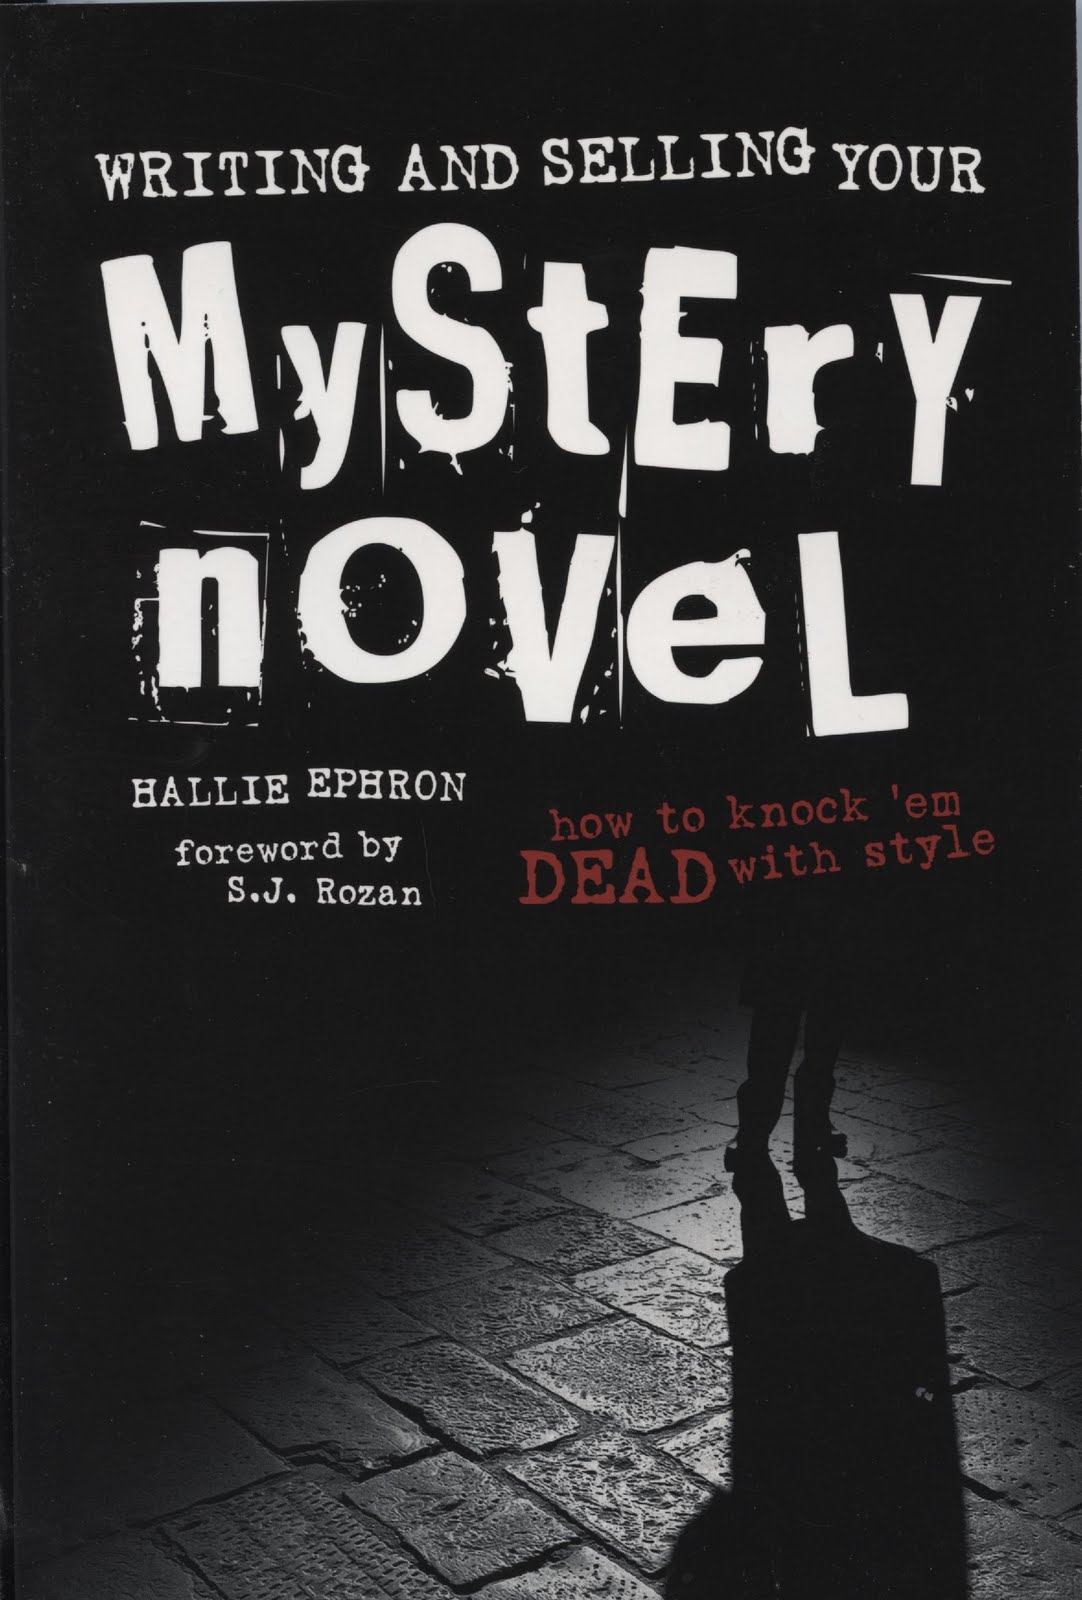 WRITING AND SELLING YOUR
MyStEry
novel
HALLIE EPHRON
foreword by
S.J. Rozan
how to knock 'em
DEAD with style